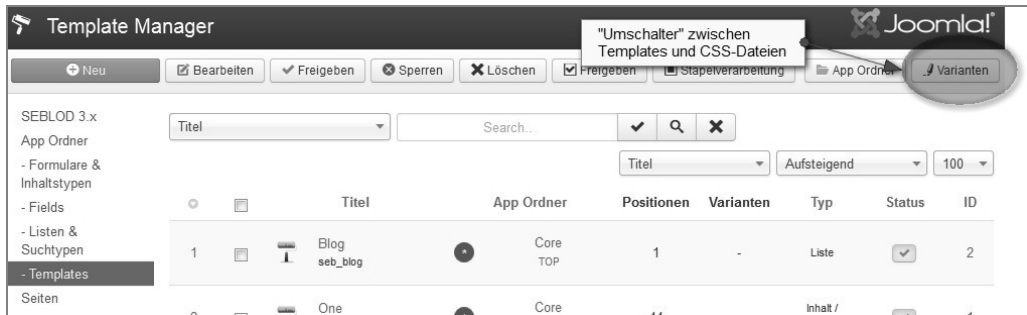 Template Manager
Joomla!®
"Umschalter" zwischen
Templates und CSS-Dateien
Neu Bearbeiten Freigeben Sperren Löschen Freigeben Stapelverarbeitung App Ordner Varianten
SEBLOD 3.x
App Ordner
- Formulare &
Inhaltstypen
- Fields
- Listen &
Suchtypen
- Templates
Seiten
Titel Search..
Titel Aufsteigend 100
Titel App Ordner Positionen Varianten Typ Status ID
1 Blog Core 1 - Liste 2
seb_blog TOP
One Core Inhalt /